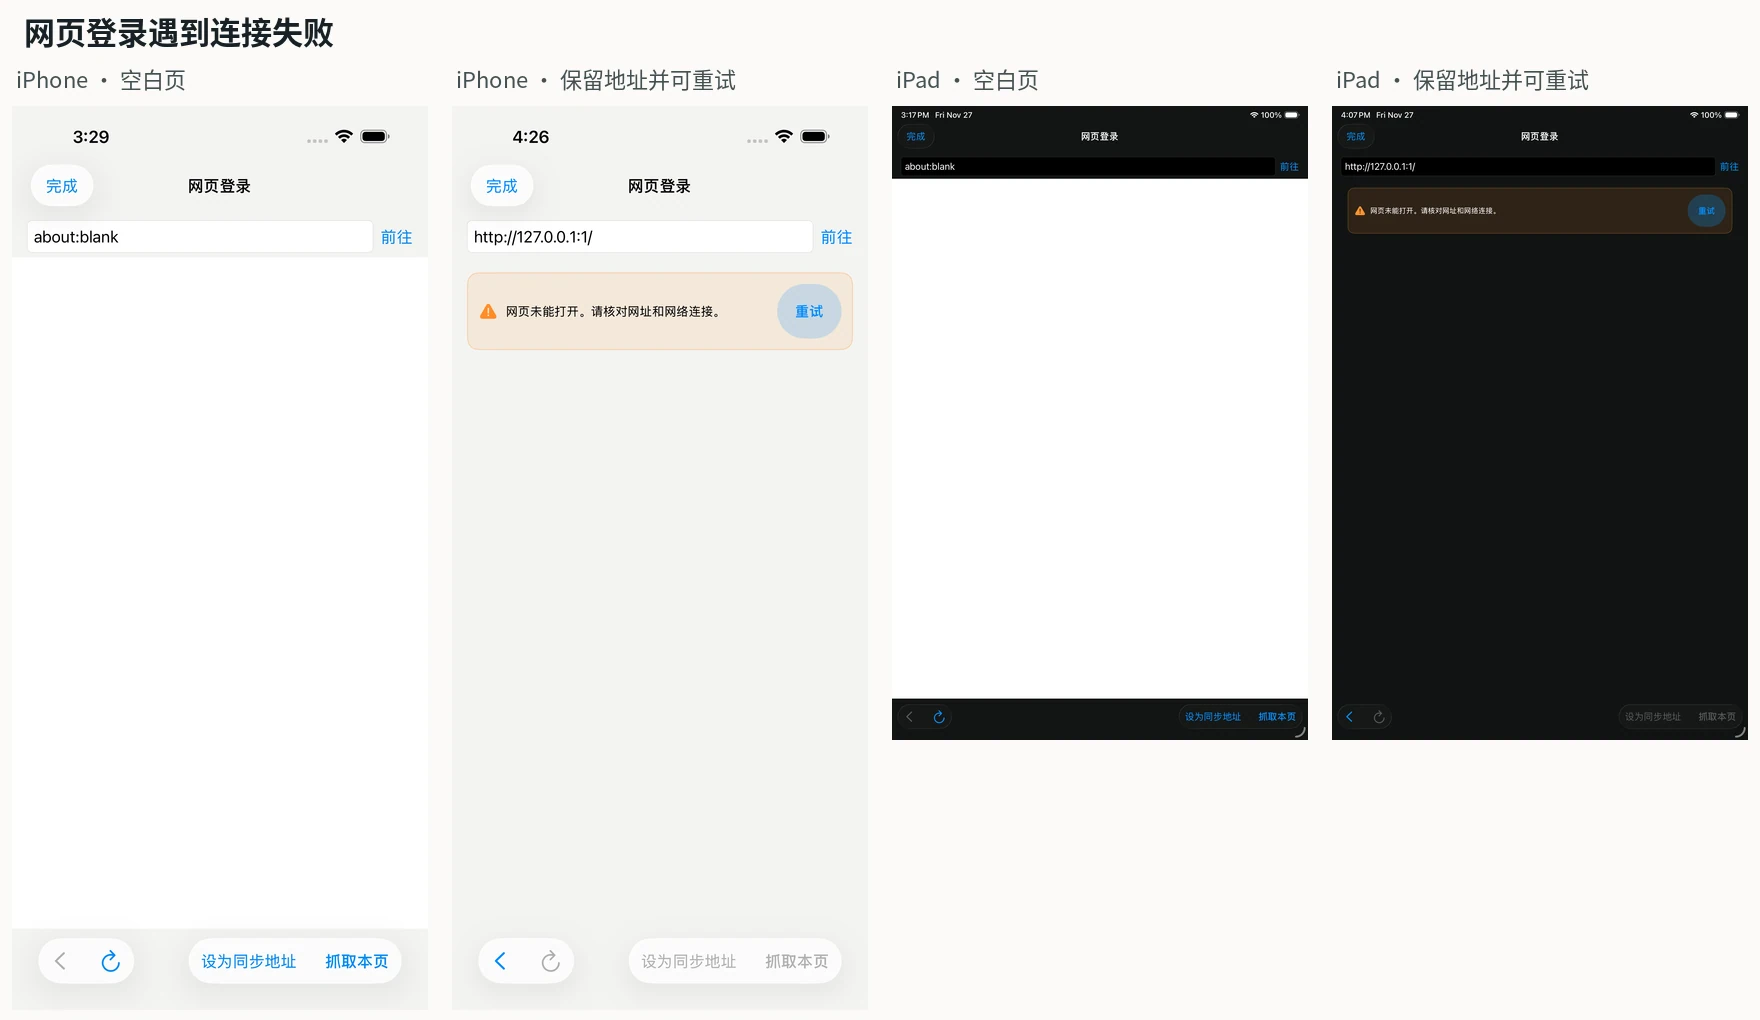 网页登录遇到连接失败
iPhone · 空白页
3:29
完成
网页登录
about:blank
前往
设为同步地址
抓取本页
iPhone · 保留地址并可重试
4:26
完成
网页登录
http://127.0.0.1:1/
前往
网页未能打开。请核对网址和网络连接。
重试
设为同步地址
抓取本页
iPad · 空白页
3:17 PM Fri Nov 27
100%
完成
网页登录
about:blank
前往
设为同步地址
抓取本页
iPad · 保留地址并可重试
4:07 PM Fri Nov 27
100%
完成
网页登录
http://127.0.0.1:1/
前往
网页未能打开。请核对网址和网络连接。
重试
设为同步地址
抓取本页